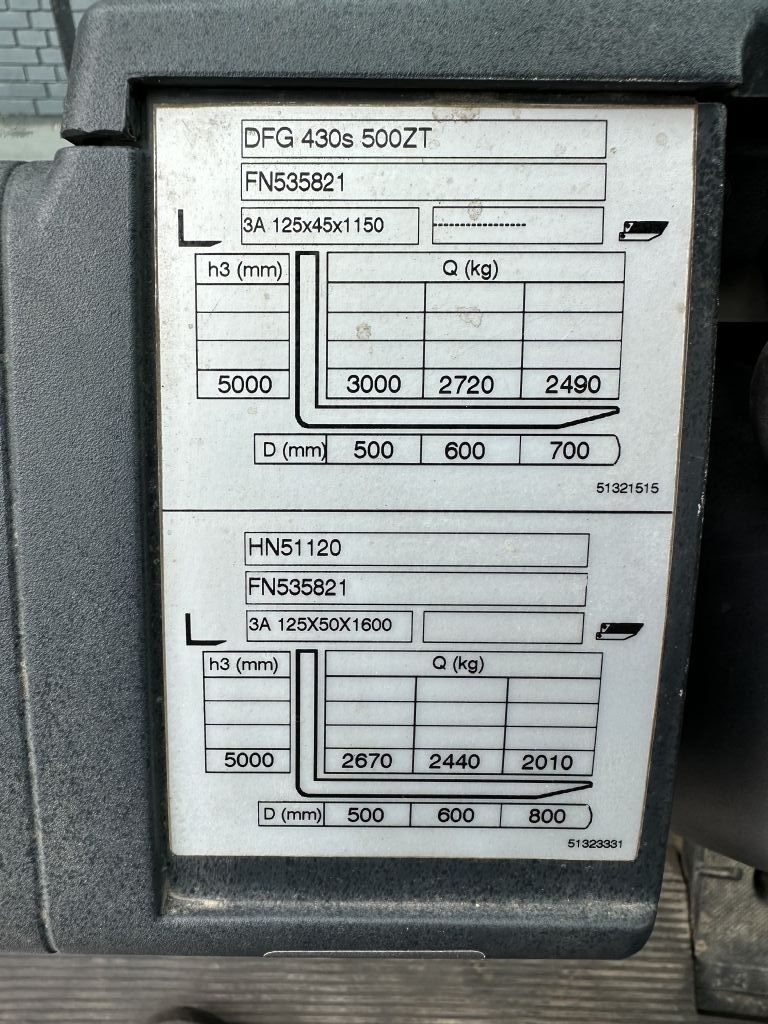 DFG 430s 500ZT
FN535821
3A 125x45x1150 ------------------
h3 (mm) Q (kg)
5000 3000 2720 2490
D (mm) 500 600 700
51321515
HN51120
FN535821
3A 125X50X1600
h3 (mm) Q (kg)
5000 2670 2440 2010
D (mm) 500 600 800
51323331